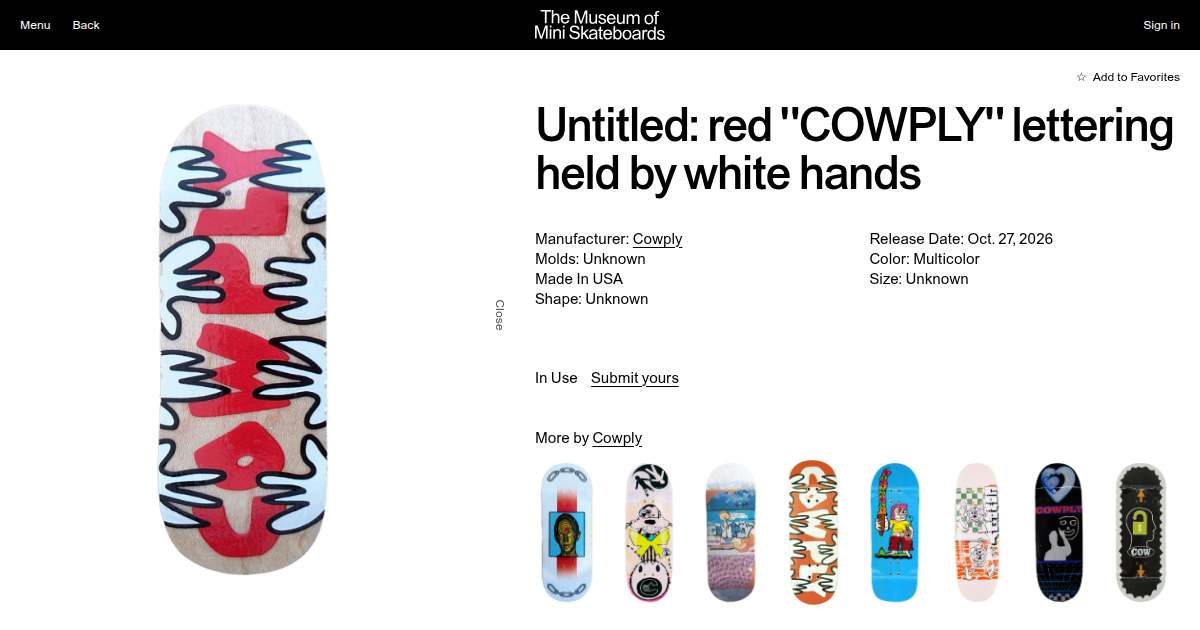 Menu
Back
The Museum of
Mini Skateboards
Sign in
☆ Add to Favorites
COWPLY
Untitled: red "COWPLY" lettering
held by white hands
Manufacturer: Cowply
Molds: Unknown
Made In USA
Shape: Unknown
Release Date: Oct. 27, 2026
Color: Multicolor
Size: Unknown
Close
In Use Submit yours
More by Cowply
COWPLY
COWPLY
COW